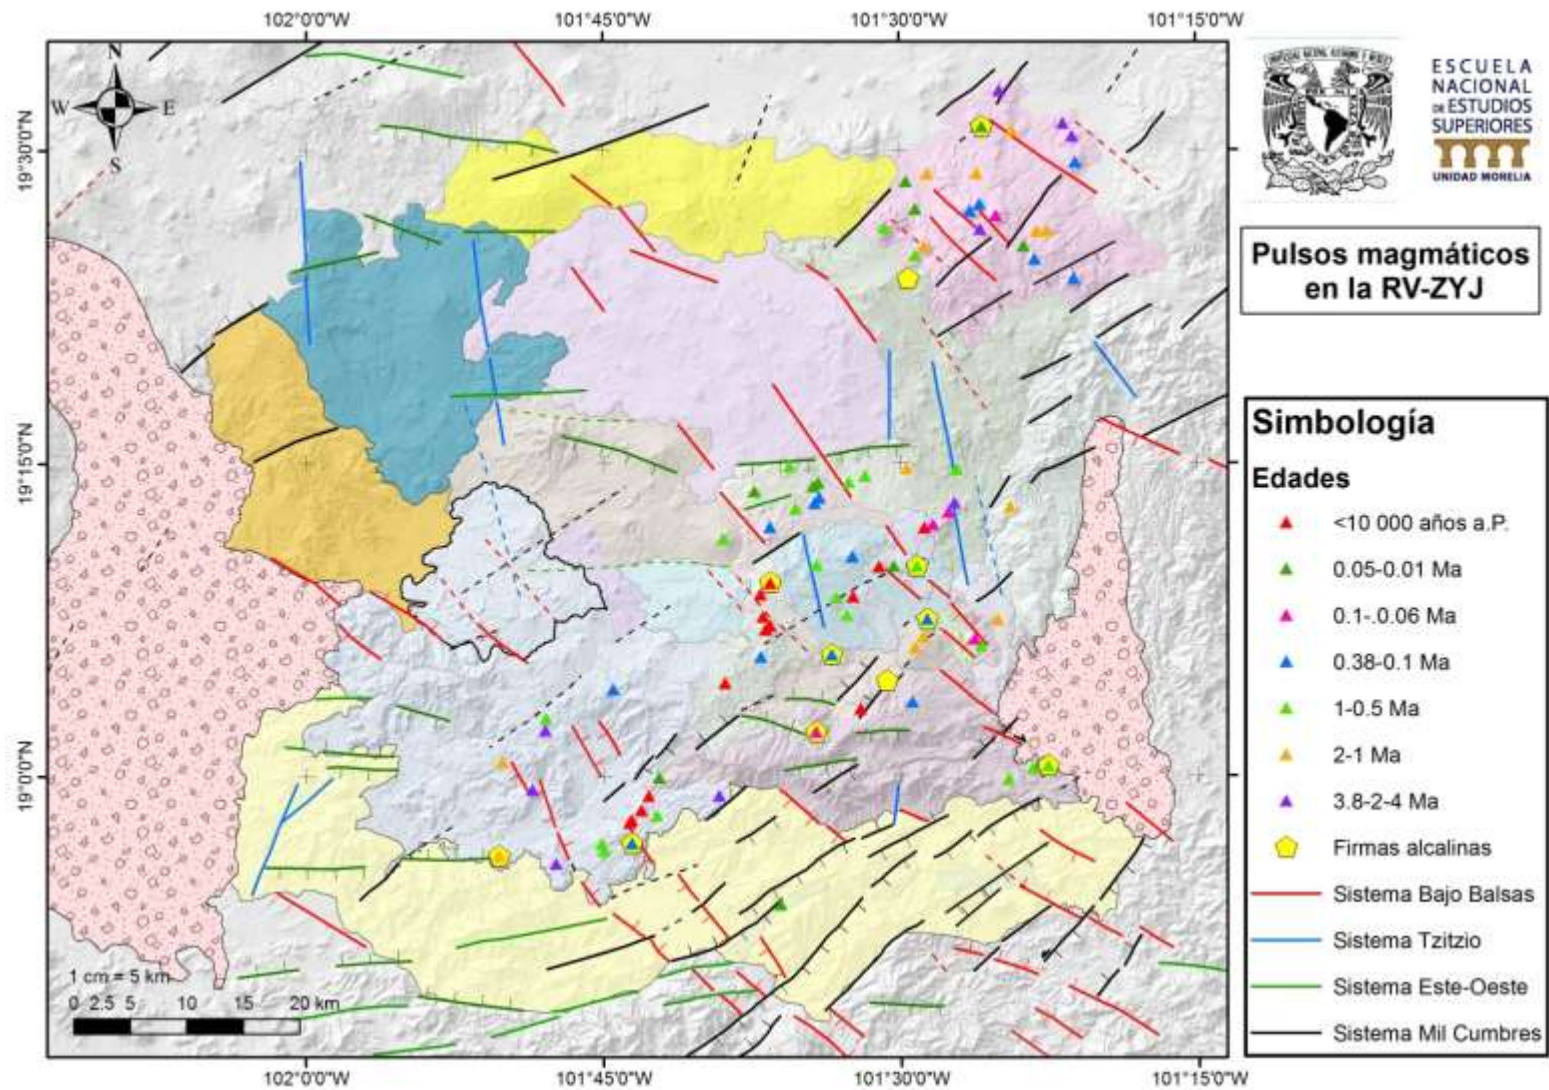 102°0'0"W
101°45'0"W
101°30'0"W
101°15'0"W
N
W
E
S
19°30'0"N
19°15'0"N
19°0'0"N
1 cm = 5 km
0 2.5 5 10 15 20 km
102°0'0"W
101°45'0"W
101°30'0"W
101°15'0"W
ESCUELA
NACIONAL
DE ESTUDIOS
SUPERIORES
UNIDAD MORELIA
Pulsos magmáticos
en la RV-ZYJ
Simbología
Edades
<10 000 años a.P.
0.05-0.01 Ma
0.1-.0.06 Ma
0.38-0.1 Ma
1-0.5 Ma
2-1 Ma
3.8-2-4 Ma
Firmas alcalinas
Sistema Bajo Balsas
Sistema Tzitzio
Sistema Este-Oeste
Sistema Mil Cumbres